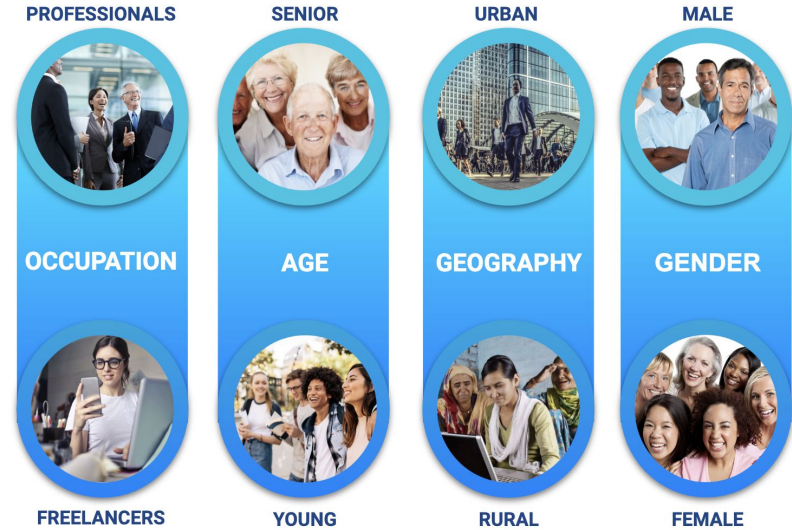 PROFESSIONALS
SENIOR
URBAN
MALE
OCCUPATION
AGE
GEOGRAPHY
GENDER
FREELANCERS
YOUNG
RURAL
FEMALE